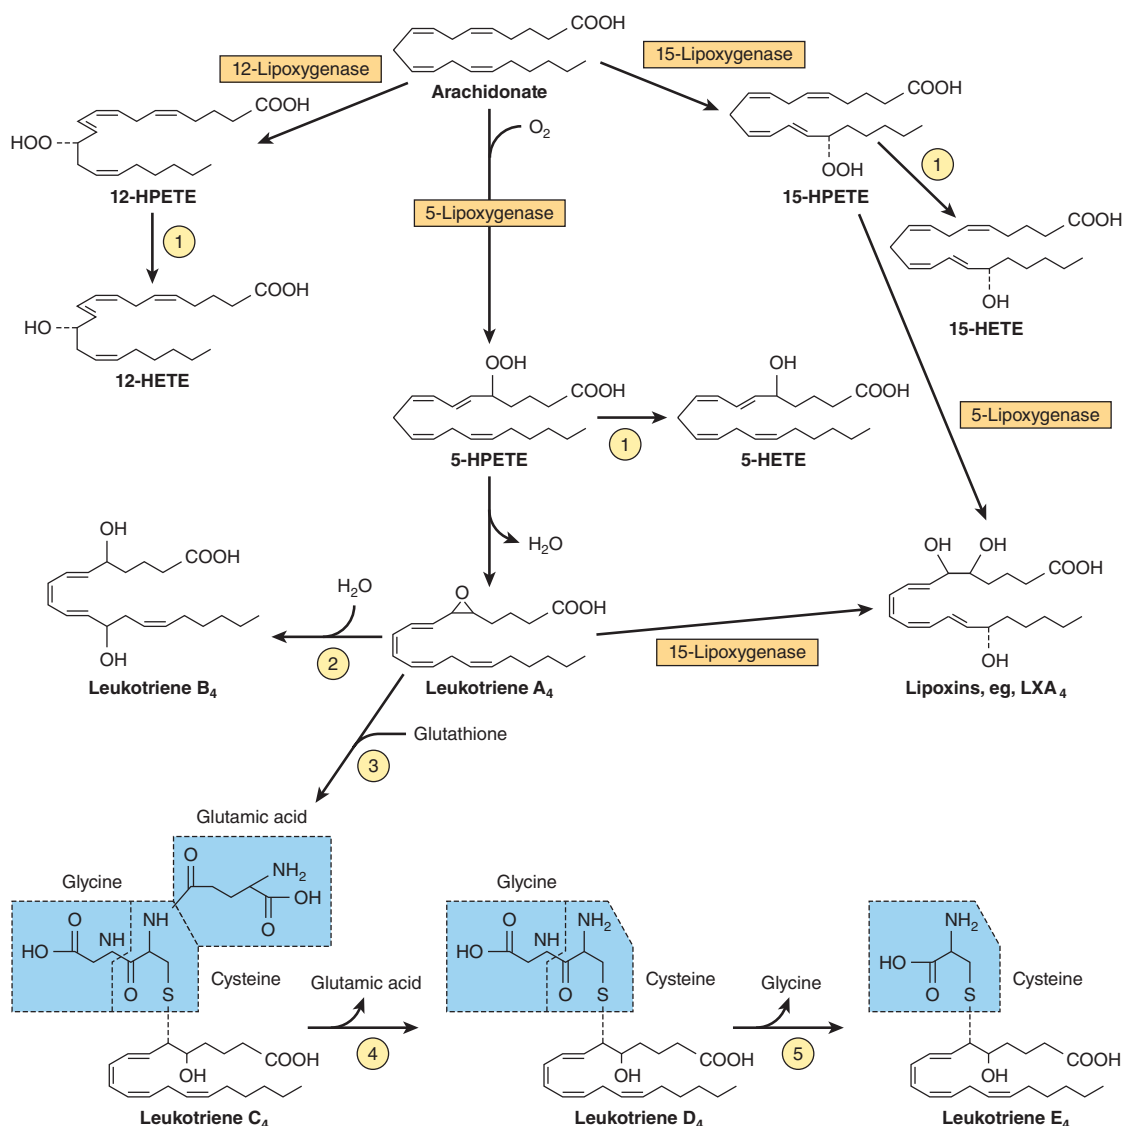 COOH
12-Lipoxygenase
15-Lipoxygenase
Arachidonate
COOH
COOH
HOO
O2
OOH
1
12-HPETE
15-HPETE
5-Lipoxygenase
COOH
1
COOH
HO
OH
15-HETE
12-HETE
OOH
OH
COOH
COOH
5-Lipoxygenase
1
5-HPETE
5-HETE
OH
COOH
H2O
OH
OH
COOH
H2O
O
COOH
15-Lipoxygenase
2
OH
OH
Leukotriene B4
Leukotriene A4
Lipoxins, eg, LXA4
Glutathione
3
Glutamic acid
O
NH2
Glycine
OH
O
O
NH
HO
NH
O
S
Cysteine
Glycine
O
NH2
HO
NH
O
S
Cysteine
NH2
HO
O
S
Cysteine
Glutamic acid
Glycine
4
5
OH
COOH
OH
COOH
OH
COOH
Leukotriene C4
Leukotriene D4
Leukotriene E4